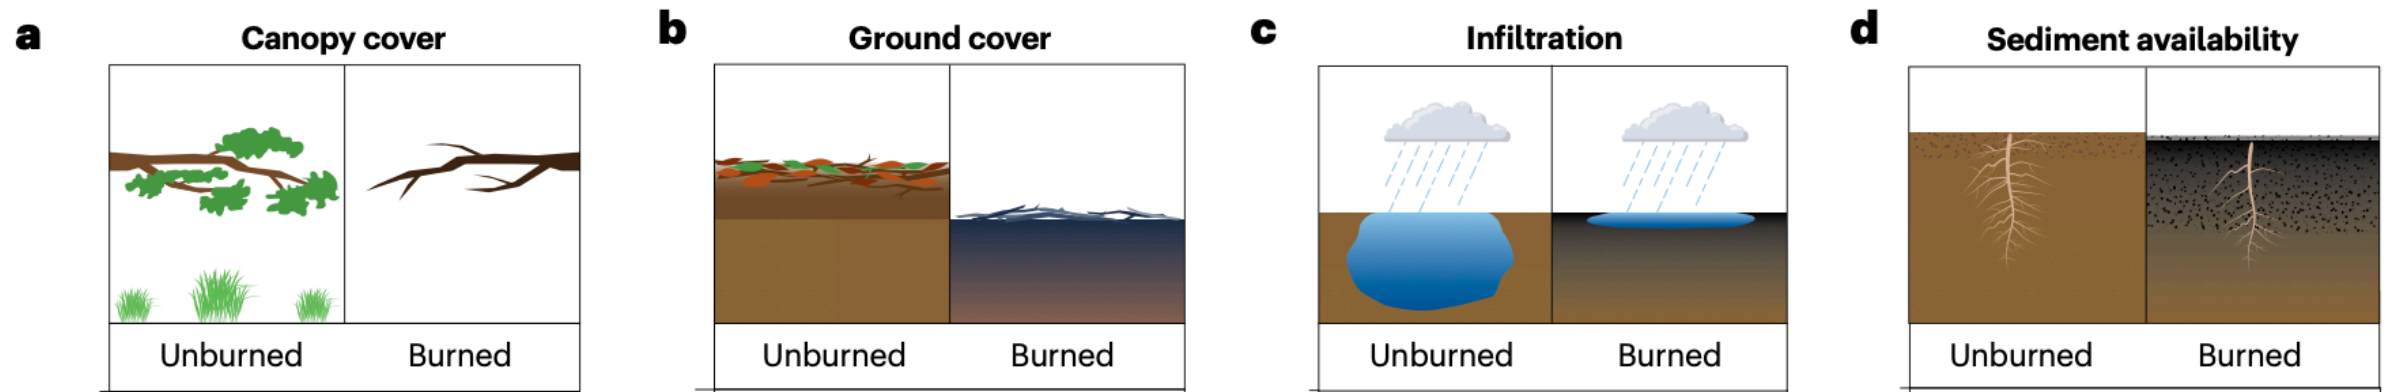 a Canopy cover
Unburned Burned
b Ground cover
Unburned Burned
c Infiltration
Unburned Burned
d Sediment availability
Unburned Burned